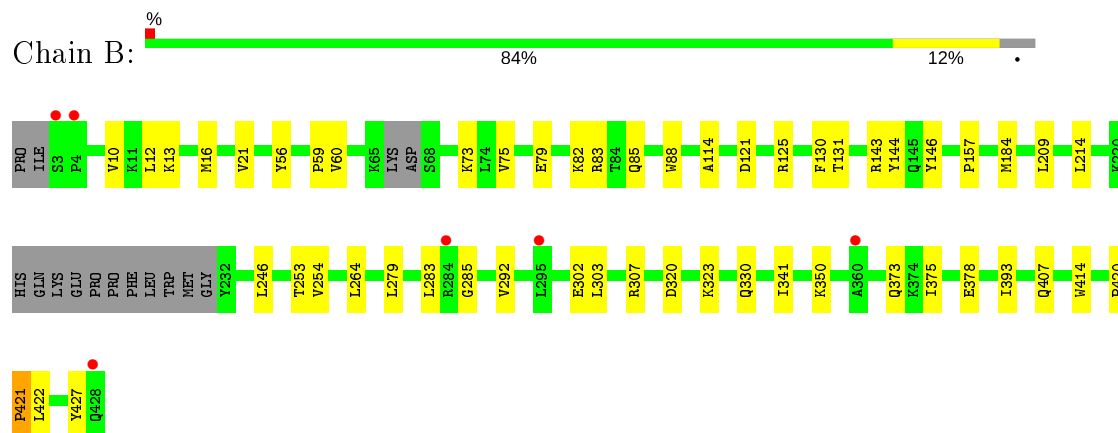 %
Chain B:
84% 12% •
PRO ILE S3 P4 V10 K11 L12 K13 M16 V21 Y56 P59 V60 K65 LYS ASP S68 K73 L74 V75 E79 K82 R83 T84 Q85 W88 A114 D121 R125 F130 T131 R143 Y144 Q145 Y146 P157 M184 L209 L214 K220
HIS GLN LYS GLU PRO PRO PHE LEU TRP MET GLY Y232 L246 T253 V254 L264 L279 L283 R284 G285 V292 L295 E302 L303 R307 D320 K323 Q330 I341 K350 A360 Q373 K374 I375 E378 I393 Q407 W414 P420
P421 L422 Y427 Q428